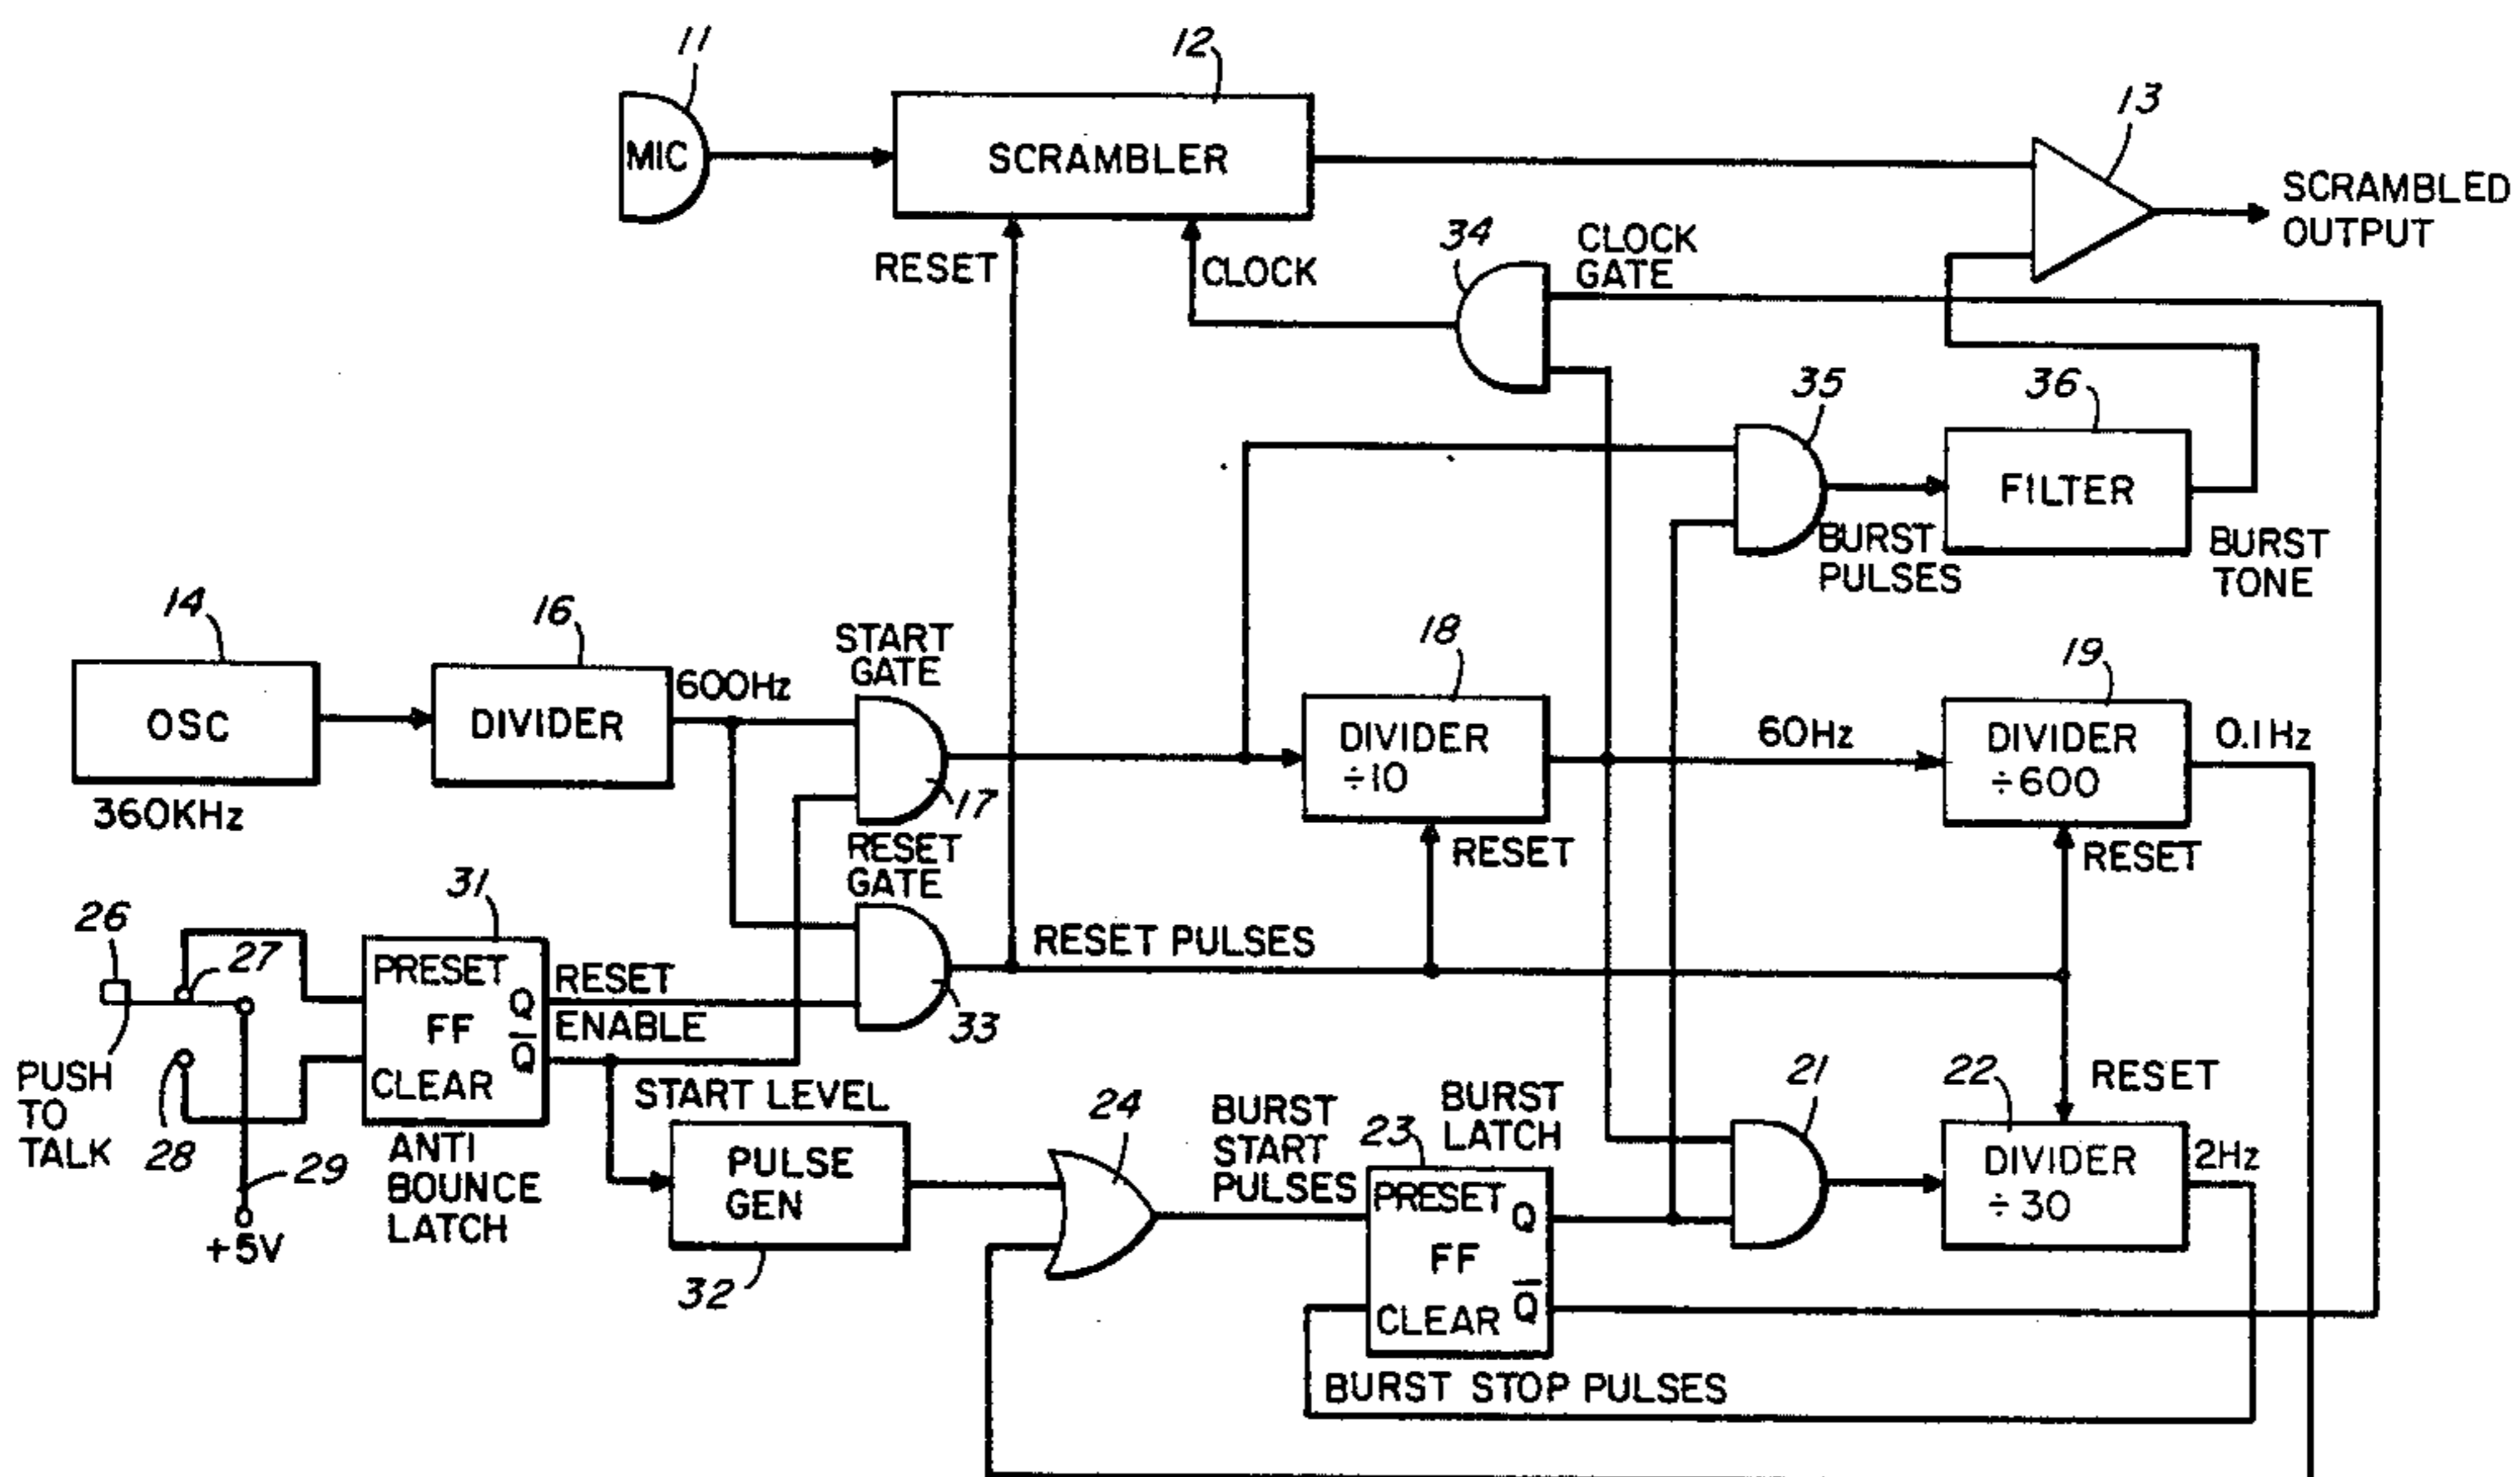 11
12
13
MIC
SCRAMBLER
SCRAMBLED
OUTPUT
RESET
CLOCK
34
CLOCK
GATE
35
36
FILTER
BURST
PULSES
BURST
TONE
14
16
START
GATE
18
19
OSC
DIVIDER
600Hz
17
DIVIDER
÷10
60Hz
DIVIDER
÷600
0.1Hz
360KHz
RESET
GATE
RESET
RESET
26
27
31
PRESET
Q
FF
Q̅
CLEAR
RESET
ENABLE
33
RESET PULSES
PUSH
TO
TALK
28
29
+5V
ANTI
BOUNCE
LATCH
START LEVEL
PULSE
GEN
32
24
BURST
START
PULSES
23
BURST
LATCH
PRESET
Q
FF
Q̅
CLEAR
21
22
RESET
DIVIDER
÷30
2Hz
BURST STOP PULSES